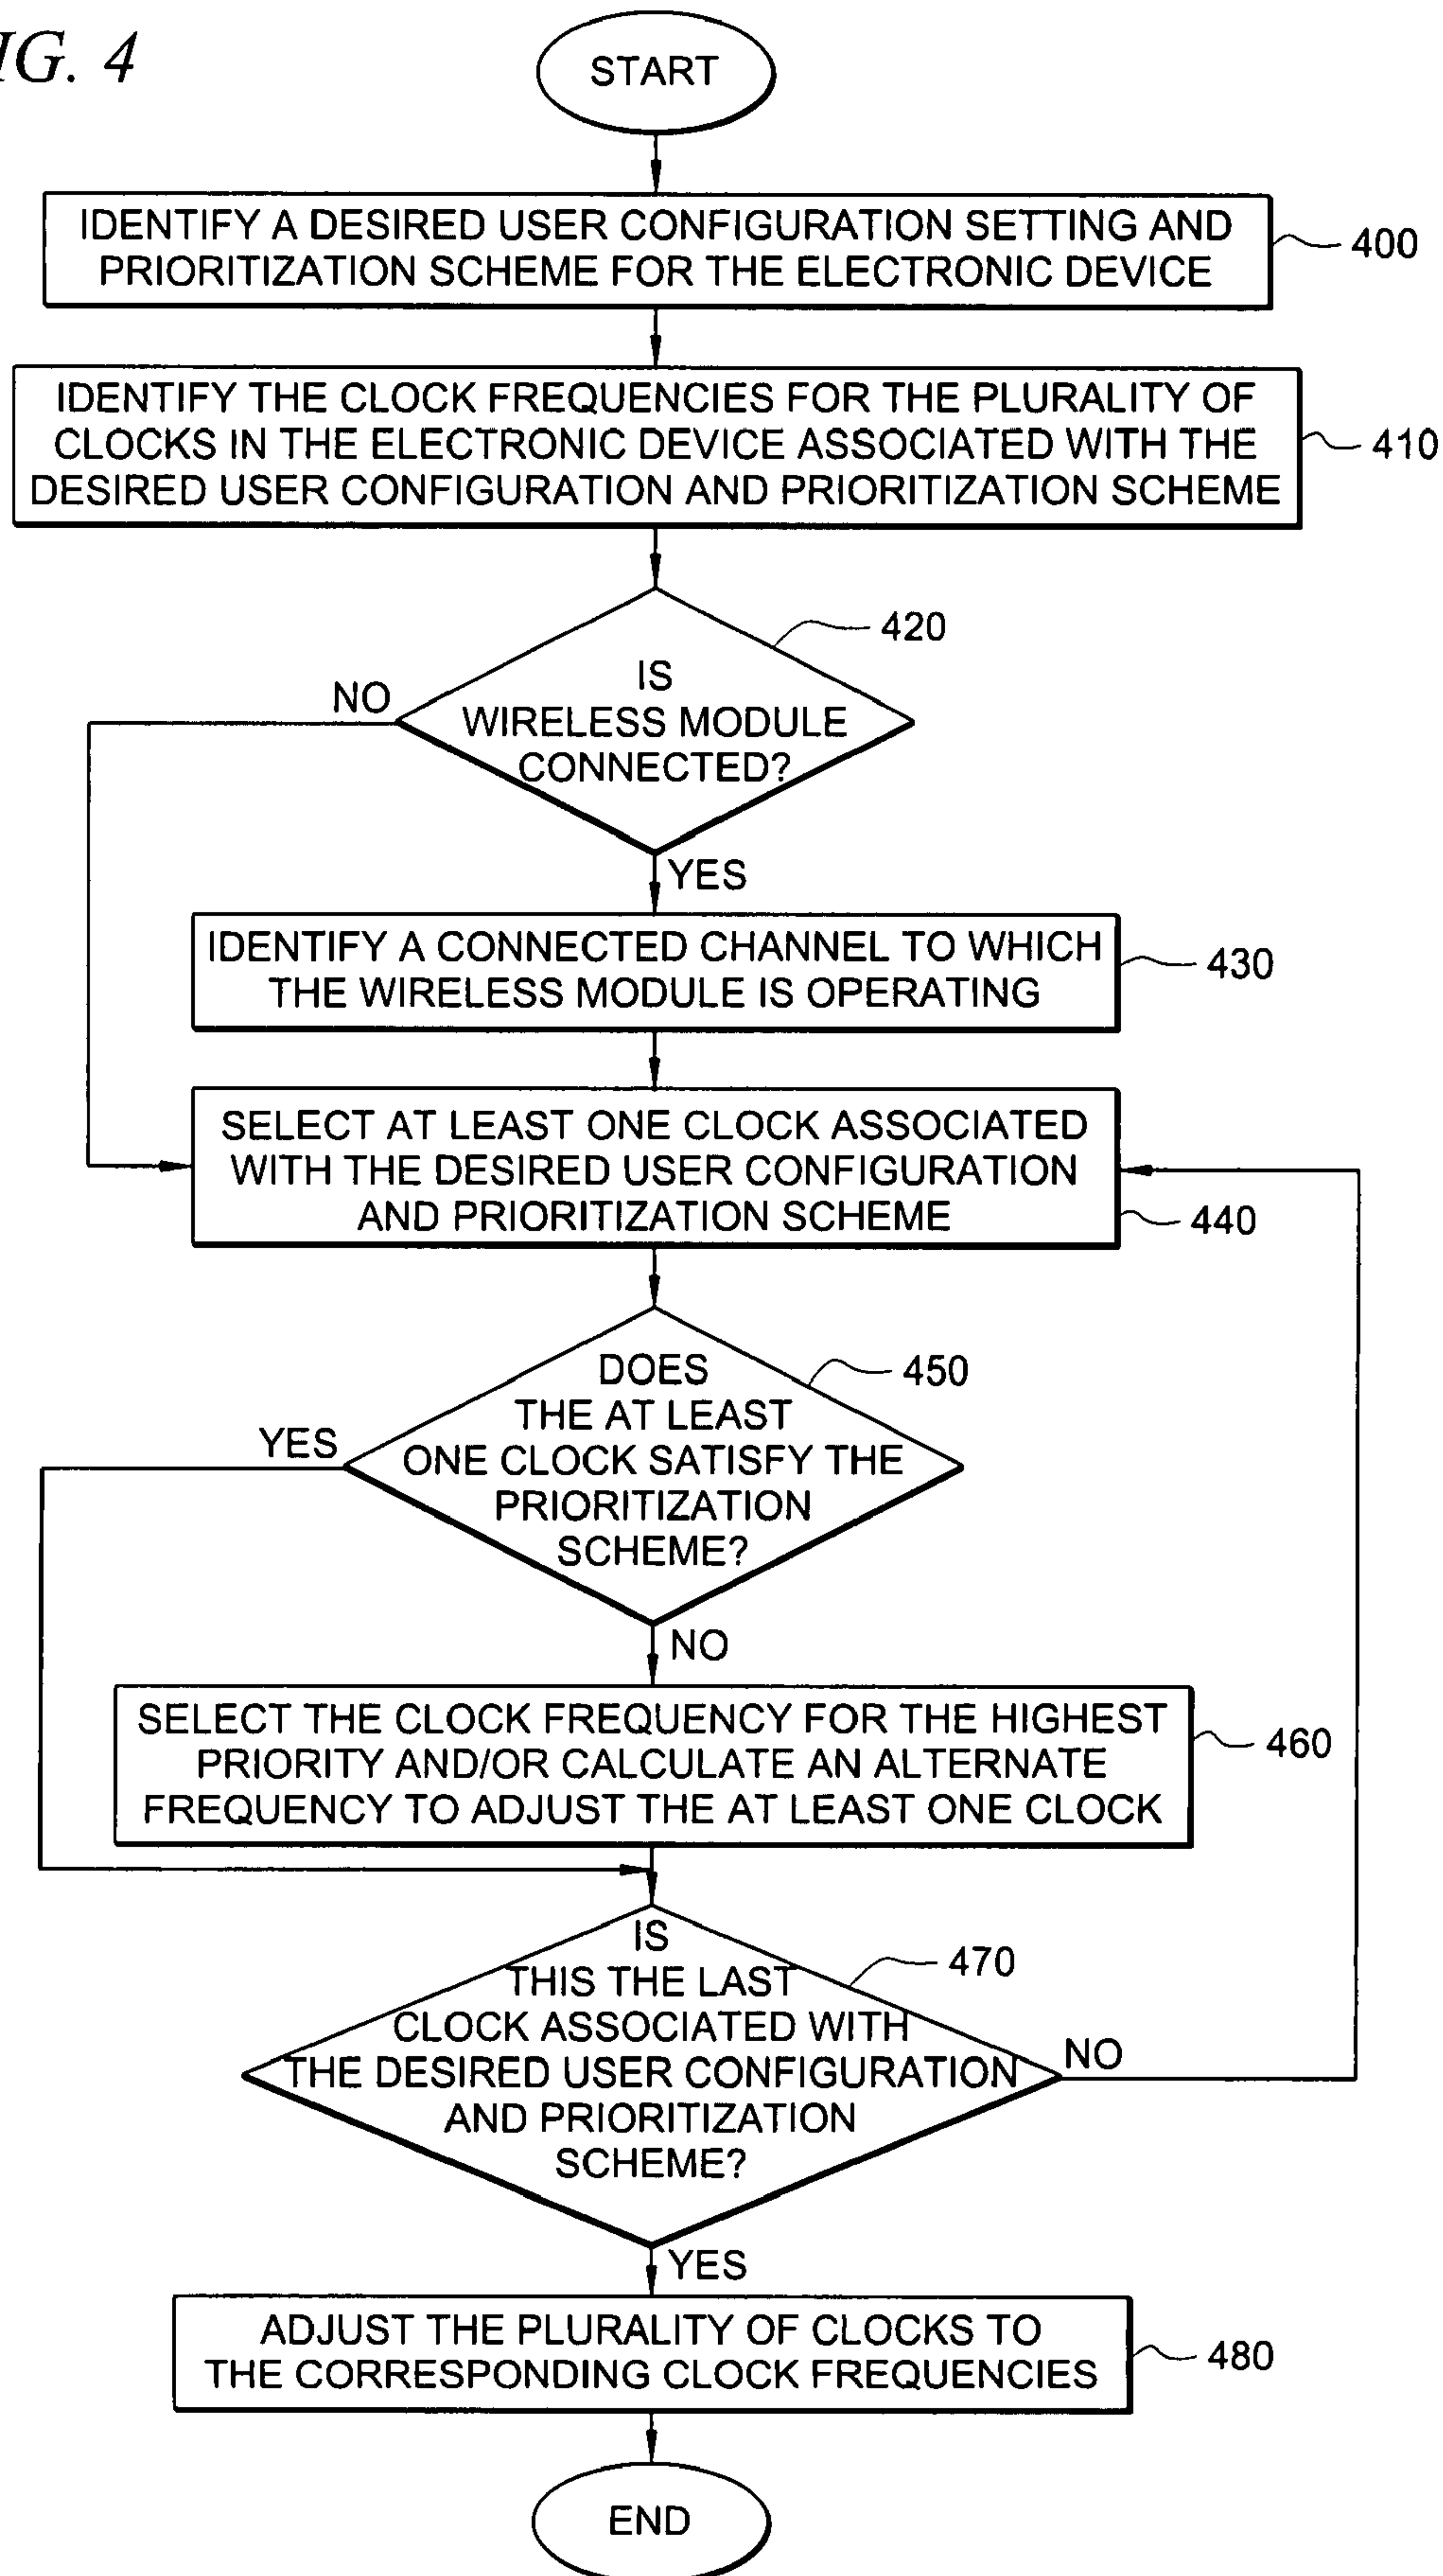 IG. 4
START
IDENTIFY A DESIRED USER CONFIGURATION SETTING AND
PRIORITIZATION SCHEME FOR THE ELECTRONIC DEVICE
400
IDENTIFY THE CLOCK FREQUENCIES FOR THE PLURALITY OF
CLOCKS IN THE ELECTRONIC DEVICE ASSOCIATED WITH THE
DESIRED USER CONFIGURATION AND PRIORITIZATION SCHEME
410
420
IS
WIRELESS MODULE
CONNECTED?
NO
YES
IDENTIFY A CONNECTED CHANNEL TO WHICH
THE WIRELESS MODULE IS OPERATING
430
SELECT AT LEAST ONE CLOCK ASSOCIATED
WITH THE DESIRED USER CONFIGURATION
AND PRIORITIZATION SCHEME
440
450
DOES
THE AT LEAST
ONE CLOCK SATISFY THE
PRIORITIZATION
SCHEME?
YES
NO
SELECT THE CLOCK FREQUENCY FOR THE HIGHEST
PRIORITY AND/OR CALCULATE AN ALTERNATE
FREQUENCY TO ADJUST THE AT LEAST ONE CLOCK
460
470
IS
THIS THE LAST
CLOCK ASSOCIATED WITH
THE DESIRED USER CONFIGURATION
AND PRIORITIZATION
SCHEME?
NO
YES
ADJUST THE PLURALITY OF CLOCKS TO
THE CORRESPONDING CLOCK FREQUENCIES
480
END